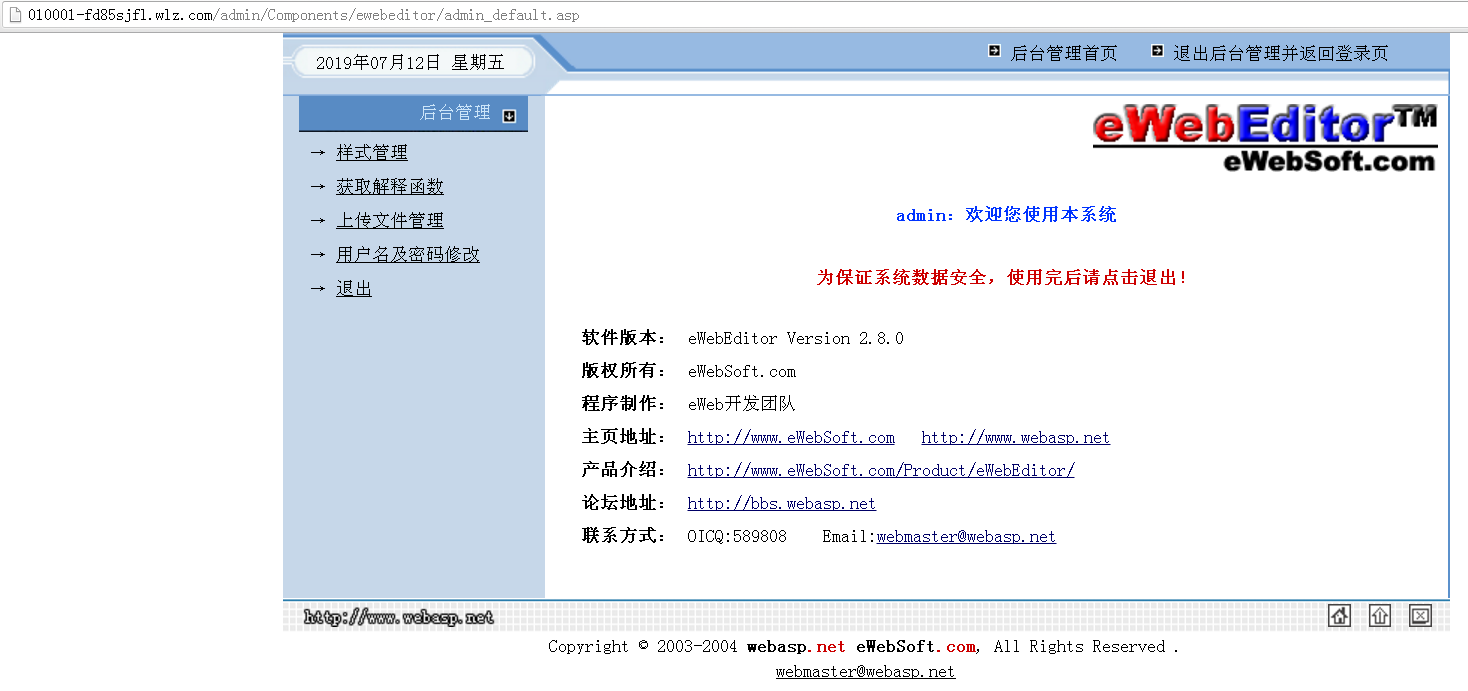 010001-fd85sjfl.wlz.com/admin/Components/ewebeditor/admin_default.asp
2019年07月12日 星期五
后台管理首页 退出后台管理并返回登录页
后台管理
→ 样式管理
→ 获取解释函数
→ 上传文件管理
→ 用户名及密码修改
→ 退出
eWebEditor™
eWebSoft.com
admin: 欢迎您使用本系统
为保证系统数据安全，使用完后请点击退出!
软件版本： eWebEditor Version 2.8.0
版权所有： eWebSoft.com
程序制作： eWeb开发团队
主页地址： http://www.eWebSoft.com http://www.webasp.net
产品介绍： http://www.eWebSoft.com/Product/eWebEditor/
论坛地址： http://bbs.webasp.net
联系方式： OICQ:589808 Email:webmaster@webasp.net
http://www.webasp.net
Copyright © 2003-2004 webasp.net eWebSoft.com, All Rights Reserved .
webmaster@webasp.net